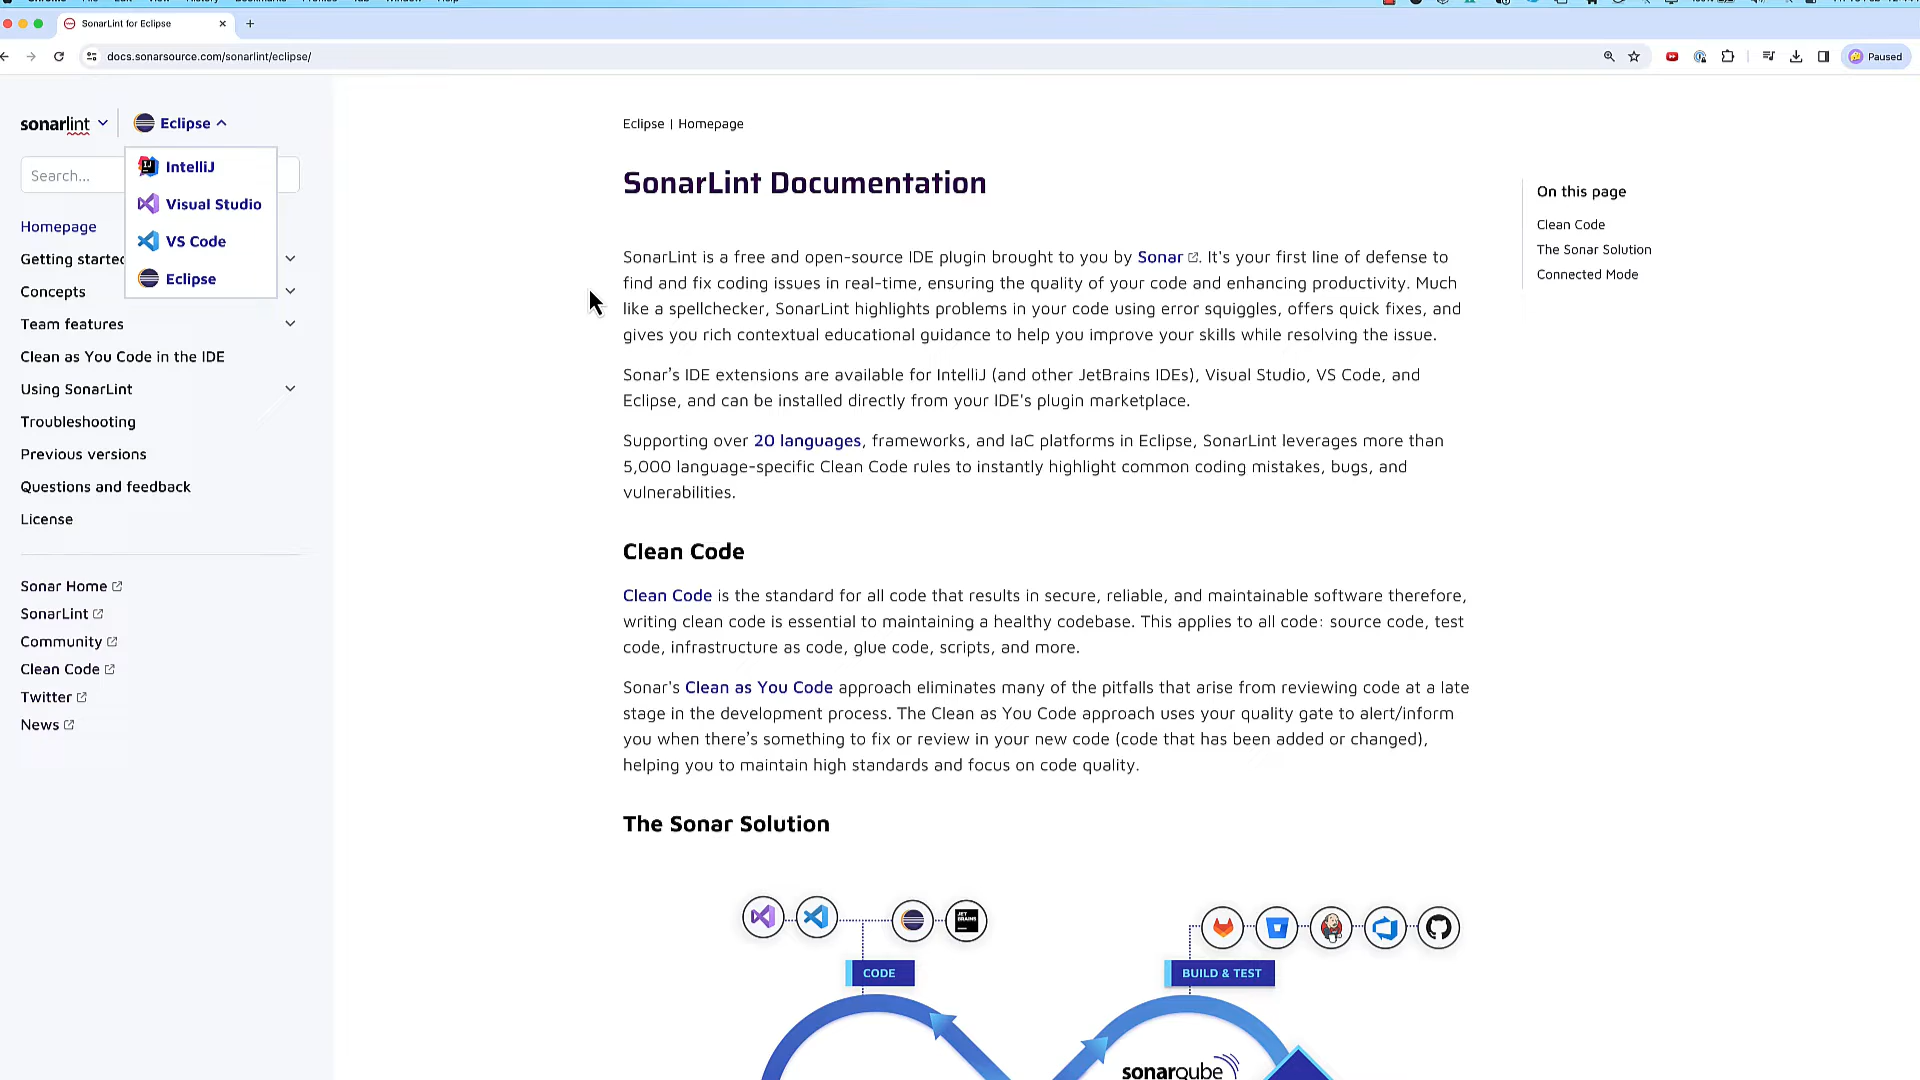 SonarLint for Eclipse
docs.sonarsource.com/sonarlint/eclipse/
Paused
sonarlint
Eclipse
IntelliJ
Visual Studio
VS Code
Eclipse
Search...
Homepage
Getting started
Concepts
Team features
Clean as You Code in the IDE
Using SonarLint
Troubleshooting
Previous versions
Questions and feedback
License
Sonar Home
SonarLint
Community
Clean Code
Twitter
News
Eclipse | Homepage
SonarLint Documentation
SonarLint is a free and open-source IDE plugin brought to you by Sonar. It's your first line of defense to
find and fix coding issues in real-time, ensuring the quality of your code and enhancing productivity. Much
like a spellchecker, SonarLint highlights problems in your code using error squiggles, offers quick fixes, and
gives you rich contextual educational guidance to help you improve your skills while resolving the issue.
Sonar's IDE extensions are available for IntelliJ (and other JetBrains IDEs), Visual Studio, VS Code, and
Eclipse, and can be installed directly from your IDE's plugin marketplace.
Supporting over 20 languages, frameworks, and IaC platforms in Eclipse, SonarLint leverages more than
5,000 language-specific Clean Code rules to instantly highlight common coding mistakes, bugs, and
vulnerabilities.
Clean Code
Clean Code is the standard for all code that results in secure, reliable, and maintainable software therefore,
writing clean code is essential to maintaining a healthy codebase. This applies to all code: source code, test
code, infrastructure as code, glue code, scripts, and more.
Sonar's Clean as You Code approach eliminates many of the pitfalls that arise from reviewing code at a late
stage in the development process. The Clean as You Code approach uses your quality gate to alert/inform
you when there's something to fix or review in your new code (code that has been added or changed),
helping you to maintain high standards and focus on code quality.
The Sonar Solution
JET
BRAINS
CODE
BUILD & TEST
sonarqube
On this page
Clean Code
The Sonar Solution
Connected Mode